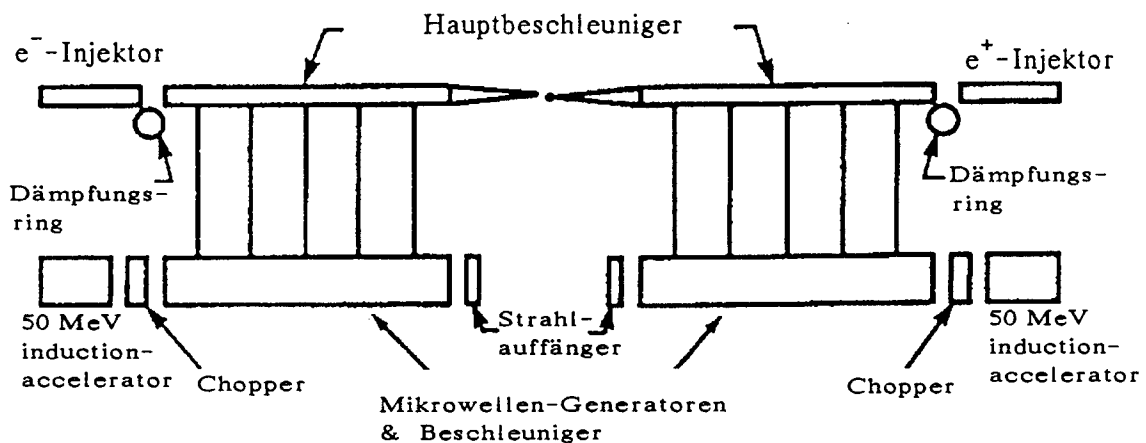 Hauptbeschleuniger
e⁻-Injektor
e⁺-Injektor
Dämpfungs-
ring
Dämpfungs-
ring
50 MeV
induction-
accelerator
Chopper
Strahl-
auffänger
Mikrowellen-Generatoren
& Beschleuniger
Chopper
50 MeV
induction-
accelerator